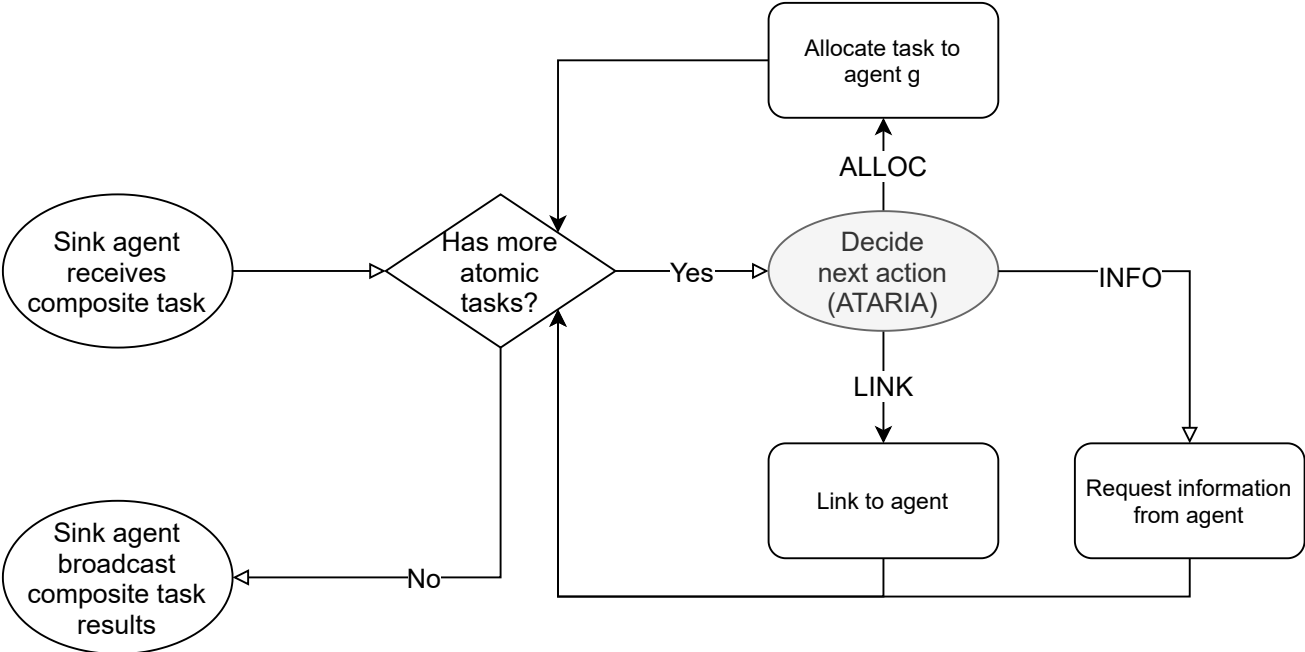 Allocate task to
agent g
ALLOC
Sink agent
receives
composite task
Has more
atomic
tasks?
Yes
Decide
next action
(ATARIA)
INFO
LINK
Link to agent
Request information
from agent
Sink agent
broadcast
composite task
results
No